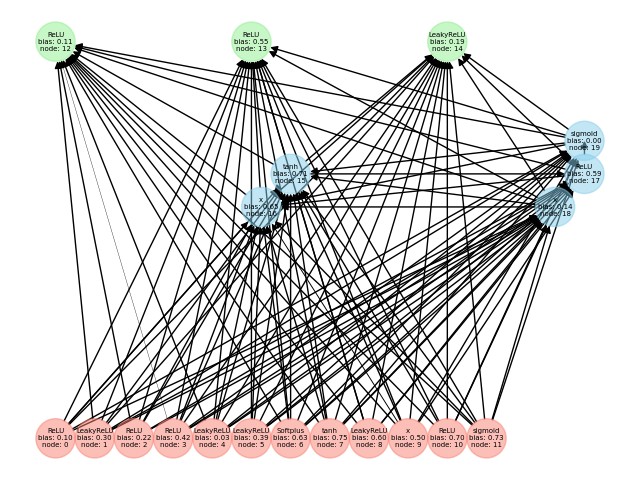 ReLU
bias: 0.11
node: 12
ReLU
bias: 0.55
node: 13
LeakyReLU
bias: 0.19
node: 14
sigmoid
bias: 0.00
node: 19
tanh
bias: 0.71
node: 15
ReLU
bias: 0.59
node: 17
x
bias: 0.65
node: 16
bias: 0.14
node: 18
ReLU
bias: 0.10
node: 0
LeakyReLU
bias: 0.30
node: 1
ReLU
bias: 0.22
node: 2
ReLU
bias: 0.42
node: 3
LeakyReLU
bias: 0.03
node: 4
LeakyReLU
bias: 0.39
node: 5
Softplus
bias: 0.63
node: 6
tanh
bias: 0.75
node: 7
LeakyReLU
bias: 0.60
node: 8
x
bias: 0.50
node: 9
ReLU
bias: 0.70
node: 10
sigmoid
bias: 0.73
node: 11